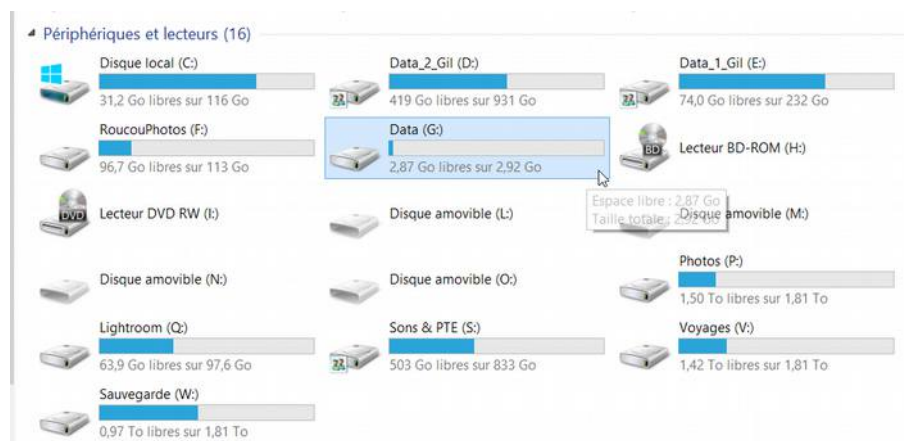 Périphériques et lecteurs (16)
Disque local (C:)
31,2 Go libres sur 116 Go
Data_2_Gil (D:)
419 Go libres sur 931 Go
Data_1_Gil (E:)
74,0 Go libres sur 232 Go
RoucouPhotos (F:)
96,7 Go libres sur 113 Go
Data (G:)
2,87 Go libres sur 2,92 Go
BD
Lecteur BD-ROM (H:)
Espace libre : 2,87 Go
Taille totale : 2,92 Go
DVD
Lecteur DVD RW (I:)
Disque amovible (L:)
Disque amovible (M:)
Disque amovible (N:)
Disque amovible (O:)
Photos (P:)
1,50 To libres sur 1,81 To
Lightroom (Q:)
63,9 Go libres sur 97,6 Go
Sons & PTE (S:)
503 Go libres sur 833 Go
Voyages (V:)
1,42 To libres sur 1,81 To
Sauvegarde (W:)
0,97 To libres sur 1,81 To